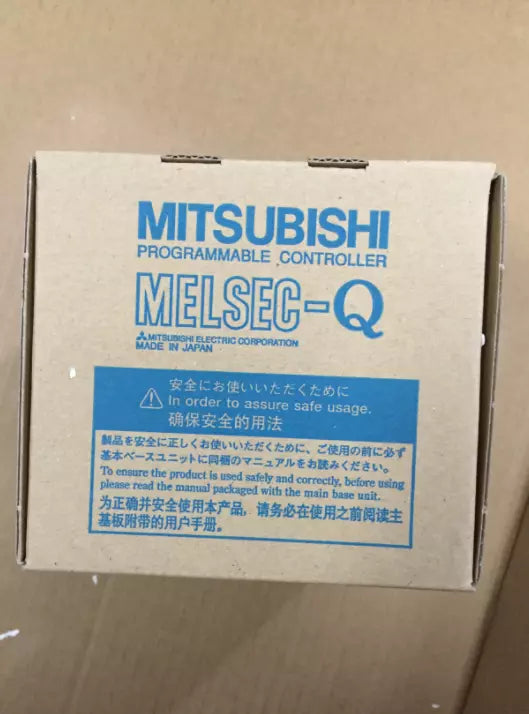 MITSUBISHI
PROGRAMMABLE CONTROLLER
MELSEC-Q
MITSUBISHI ELECTRIC CORPORATION
MADE IN JAPAN
安全にお使いいただくために
In order to assure safe usage.
确保安全的用法
製品を安全に正しくお使いいただくために、ご使用の前に必ず
基本ベースユニットに同梱のマニュアルをお読みください。
To ensure the product is used safely and correctly, before using
please read the manual packaged with the main base unit.
为正确并安全使用本产品，请务必在使用之前阅读主
基板附带的用户手册。